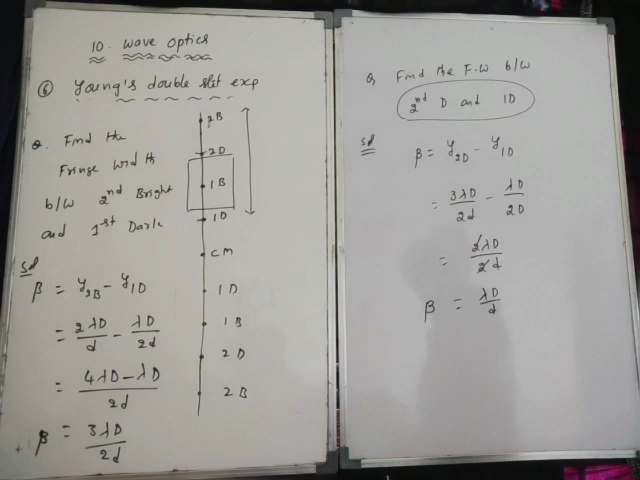 10. wave optics
⑥ Young's double slit exp
Q. Find the
Fringe width
b/w 2nd Bright
and 1st Dark
Sol
β = y2B - y1D
= 2λD/d - λD/2d
= 4λD - λD/2d
β = 3λD/2d
2B
2D
1B
1D
CM
1D
1B
2D
2B
Q, Find the F.W b/w
2nd D and 1D
Sol
β = y2D - y1D
= 3λD/2d - λD/2D
= 2λD/2d
β = λD/d